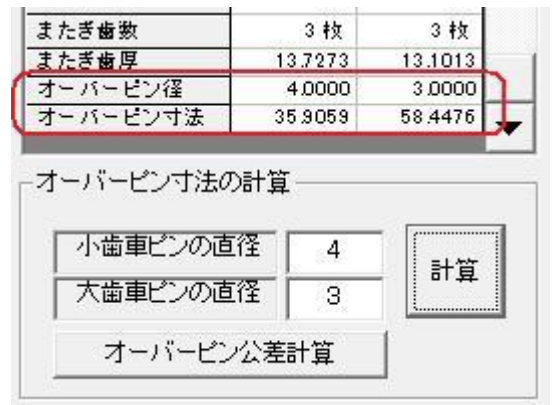 またぎ歯数 3 枚 3 枚
またぎ歯厚 13.7273 13.1013
オーバーピン径 4.0000 3.0000
オーバーピン寸法 35.9059 58.4476
オーバーピン寸法の計算
小歯車ピンの直径 4
大歯車ピンの直径 3
計算
オーバーピン公差計算